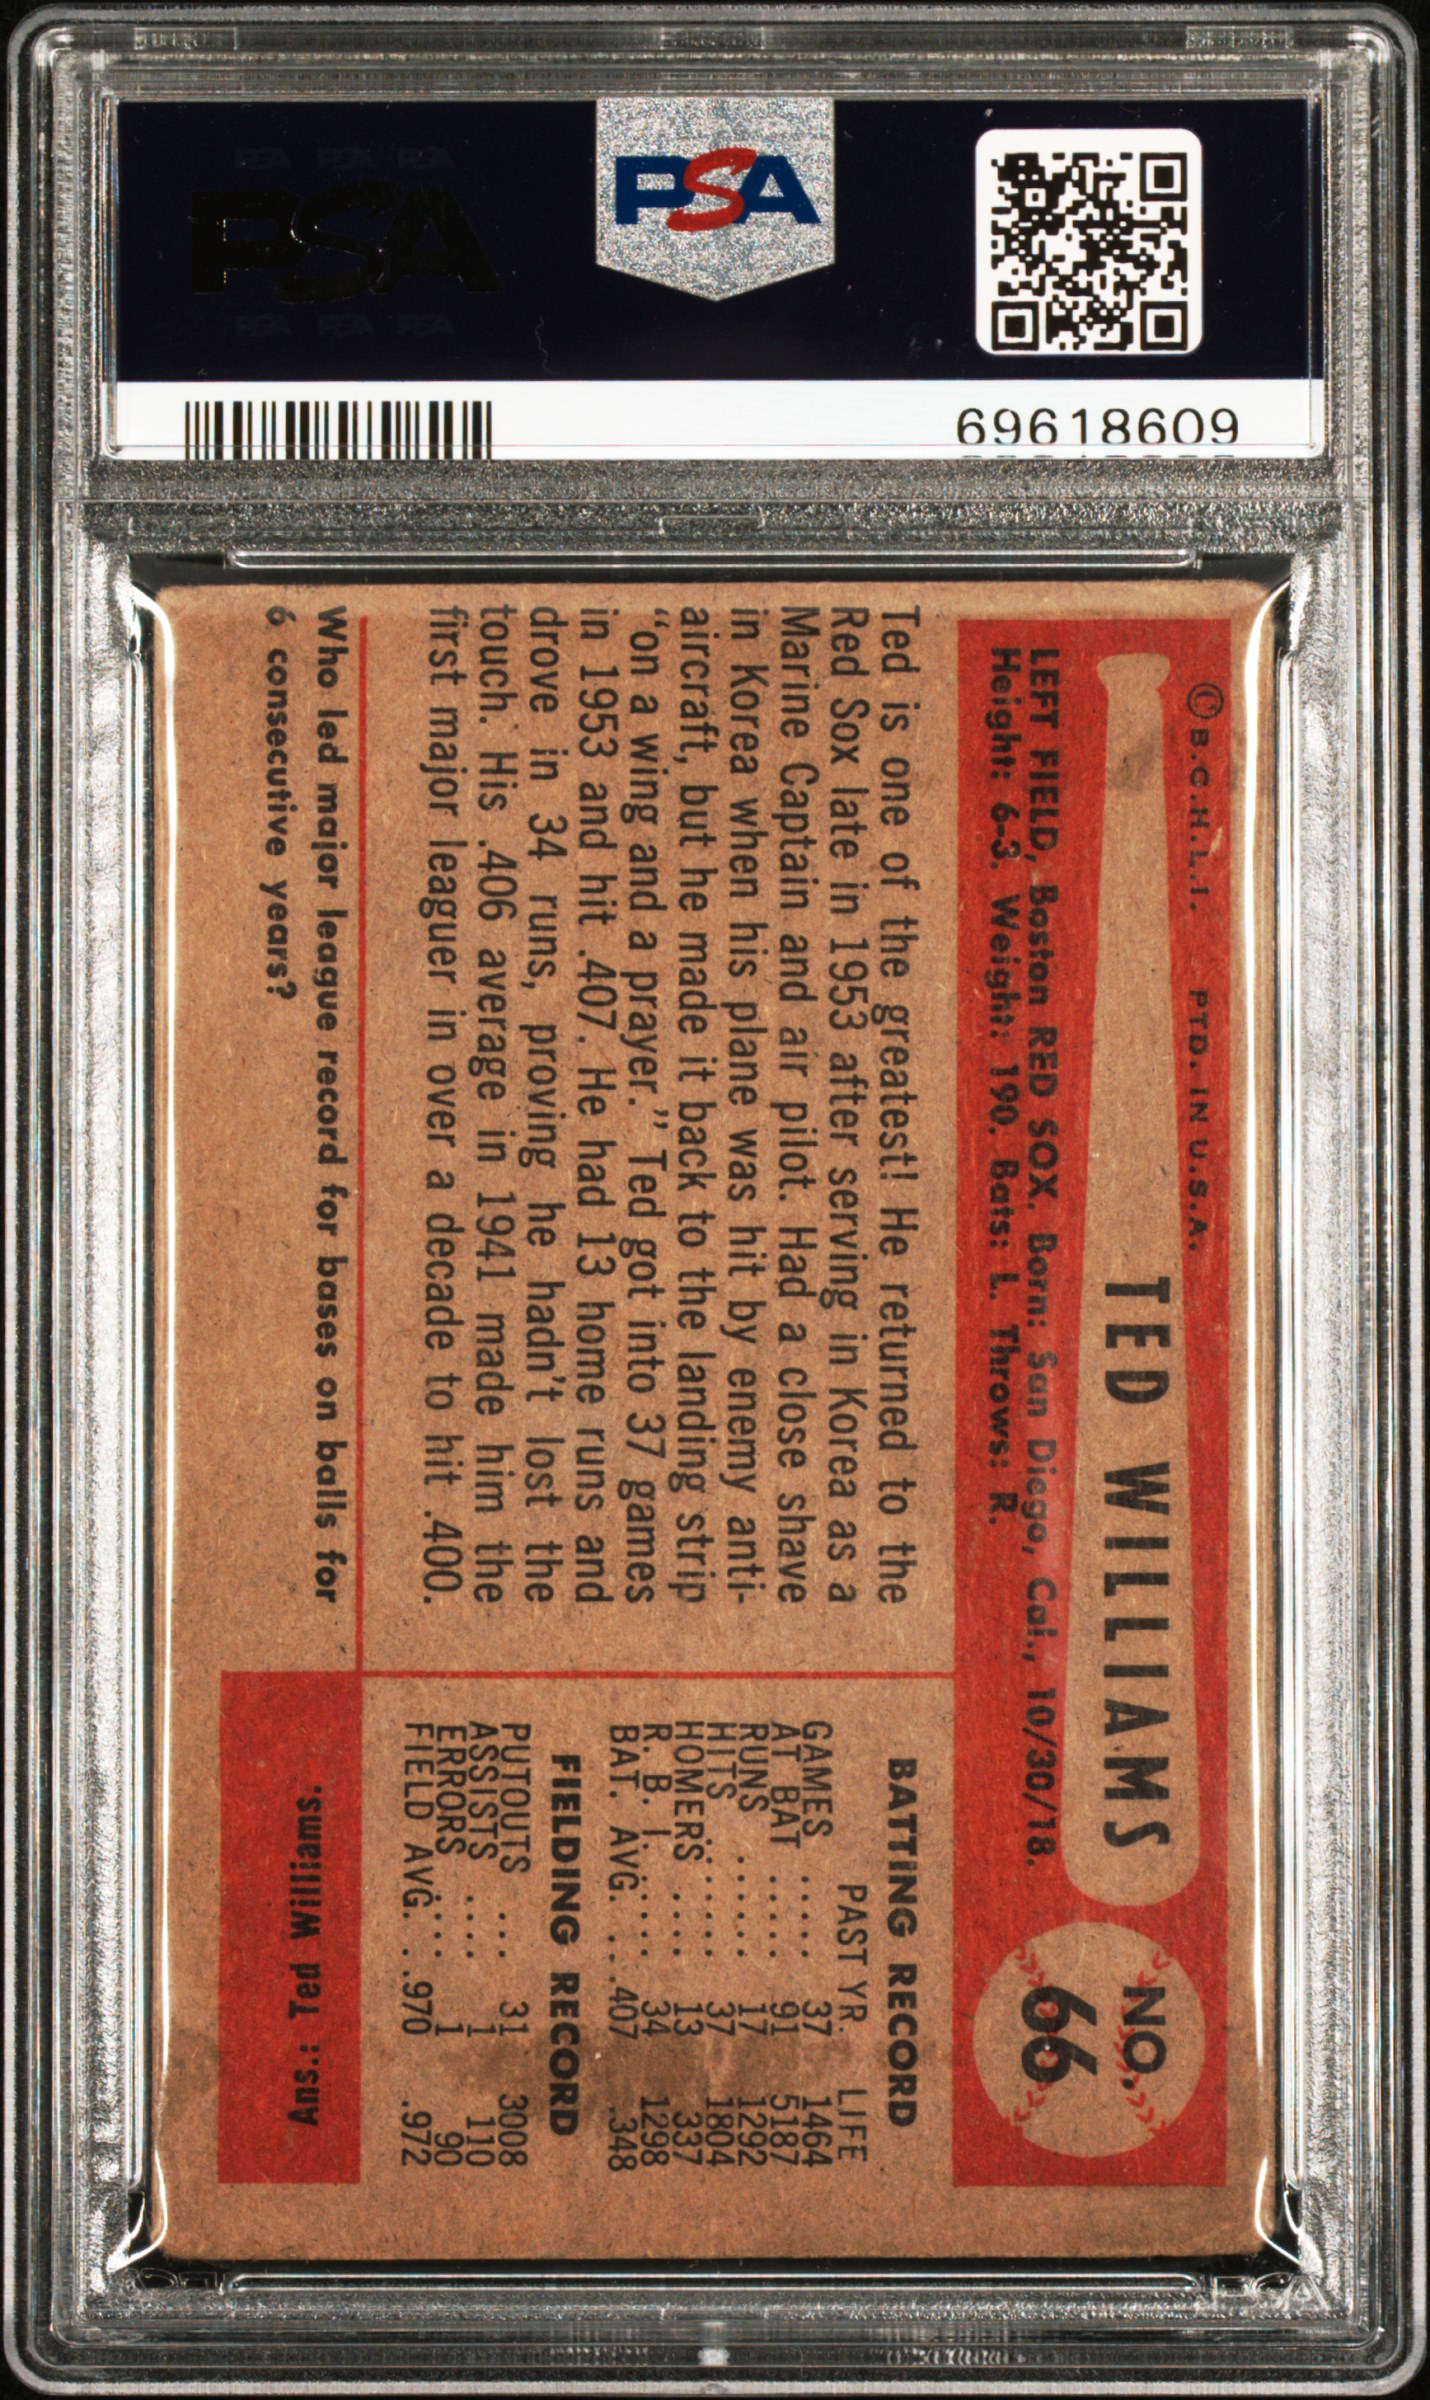 PSA
PSA
69618609
© B.G.H.L.I. PTD. IN U.S.A.
TED WILLIAMS
NO. 66
LEFT FIELD, Boston RED SOX. Born: San Diego, Cal., 10/30/18.
Height: 6-3. Weight: 190. Bats: L. Throws: R.
Ted is one of the greatest! He returned to the
Red Sox late in 1953 after serving in Korea as a
Marine Captain and air pilot. Had a close shave
in Korea when his plane was hit by enemy anti-
aircraft, but he made it back to the landing strip
“on a wing and a prayer.” Ted got into 37 games
in 1953 and hit .407. He had 13 home runs and
drove in 34 runs, proving he hadn't lost the
touch. His .406 average in 1941 made him the
first major leaguer in over a decade to hit .400.
BATTING RECORD
PAST YR. LIFE
GAMES ..... 37 1464
AT BAT ..... 91 5187
RUNS ...... 17 1292
HITS ...... 37 1804
HOMERS .... 13 337
R. B. I. .... 34 1298
BAT. AVG. .. .407 .348
FIELDING RECORD
PUTOUTS ... 31 3008
ASSISTS .... 1 110
ERRORS .... 1 90
FIELD AVG. . .970 .972
Who led major league record for bases on balls for
6 consecutive years?
Ans.: Ted Williams.